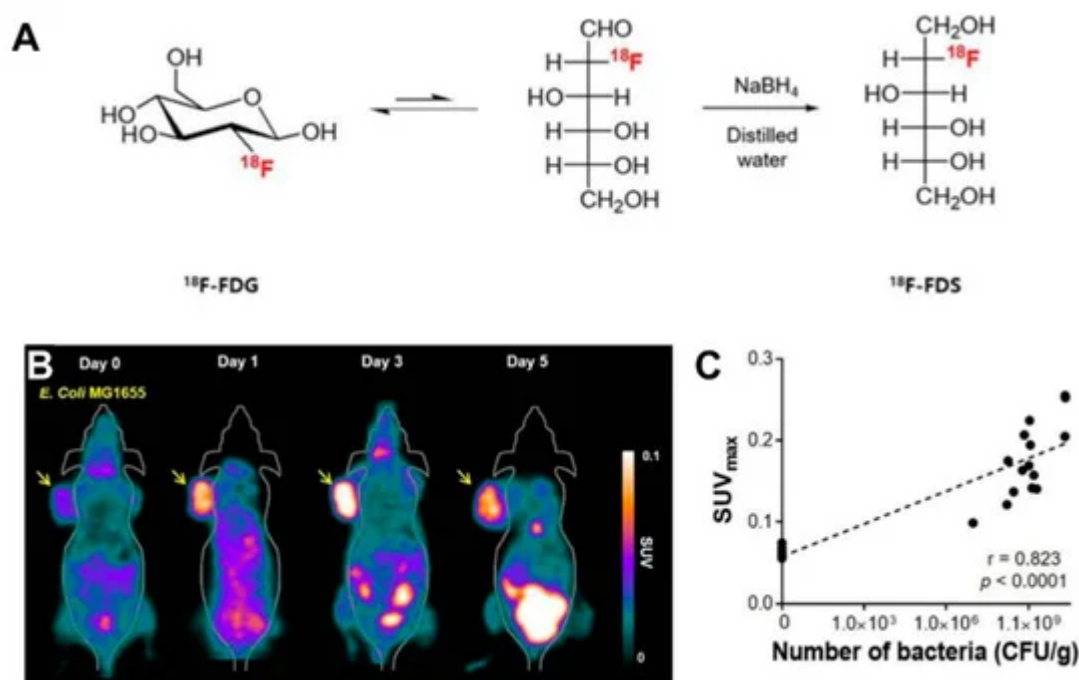 A
OH
HO
HO
HO
O
OH
¹⁸F
CHO
H ¹⁸F
HO H
H OH
H OH
CH₂OH
NaBH₄
Distilled
water
CH₂OH
H ¹⁸F
HO H
H OH
H OH
CH₂OH
¹⁸F-FDG
¹⁸F-FDS
B
Day 0 Day 1 Day 3 Day 5
E. Coli MG1655
0.1
SUV
0
C
0.3
0.2
0.1
0.0
SUVmax
r = 0.823
p < 0.0001
0 1.0×10³ 1.0×10⁶ 1.1×10⁹
Number of bacteria (CFU/g)